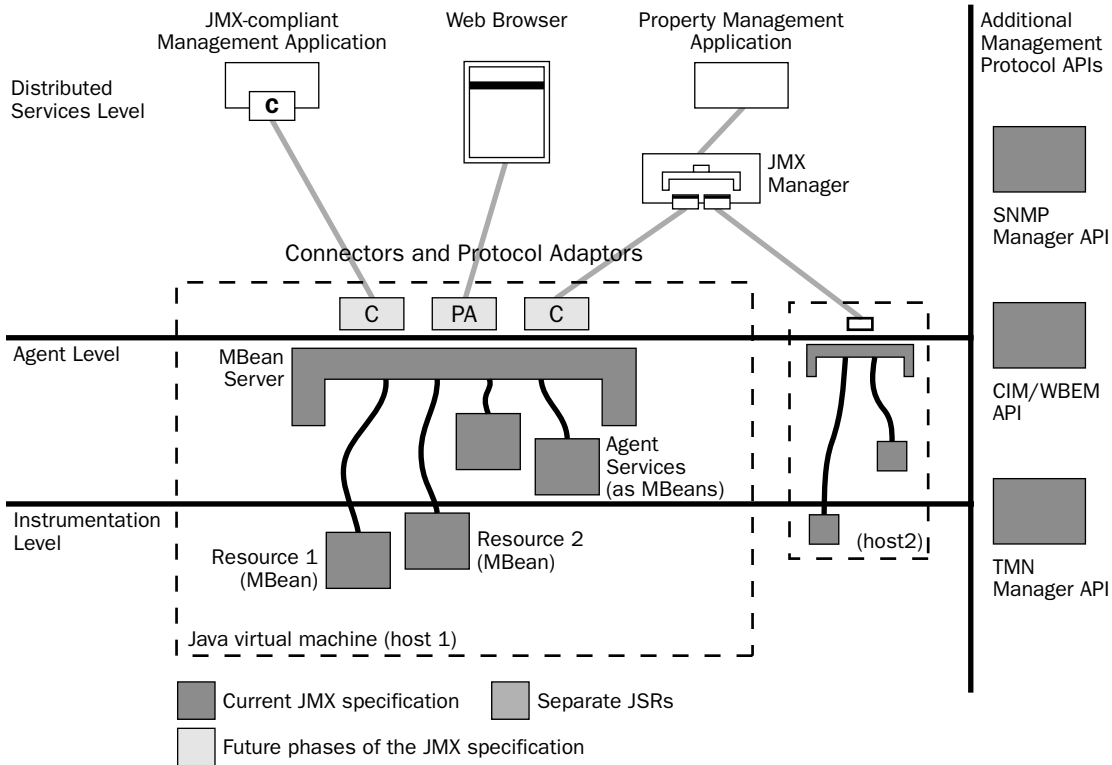 JMX-compliant
Management Application
Web Browser
Property Management
Application
Additional
Management
Protocol APIs
Distributed
Services Level
C
JMX
Manager
SNMP
Manager API
Connectors and Protocol Adaptors
C
PA
C
Agent Level
MBean
Server
CIM/WBEM
API
Agent
Services
(as MBeans)
Instrumentation
Level
Resource 1
(MBean)
Resource 2
(MBean)
(host2)
TMN
Manager API
Java virtual machine (host 1)
Current JMX specification
Separate JSRs
Future phases of the JMX specification